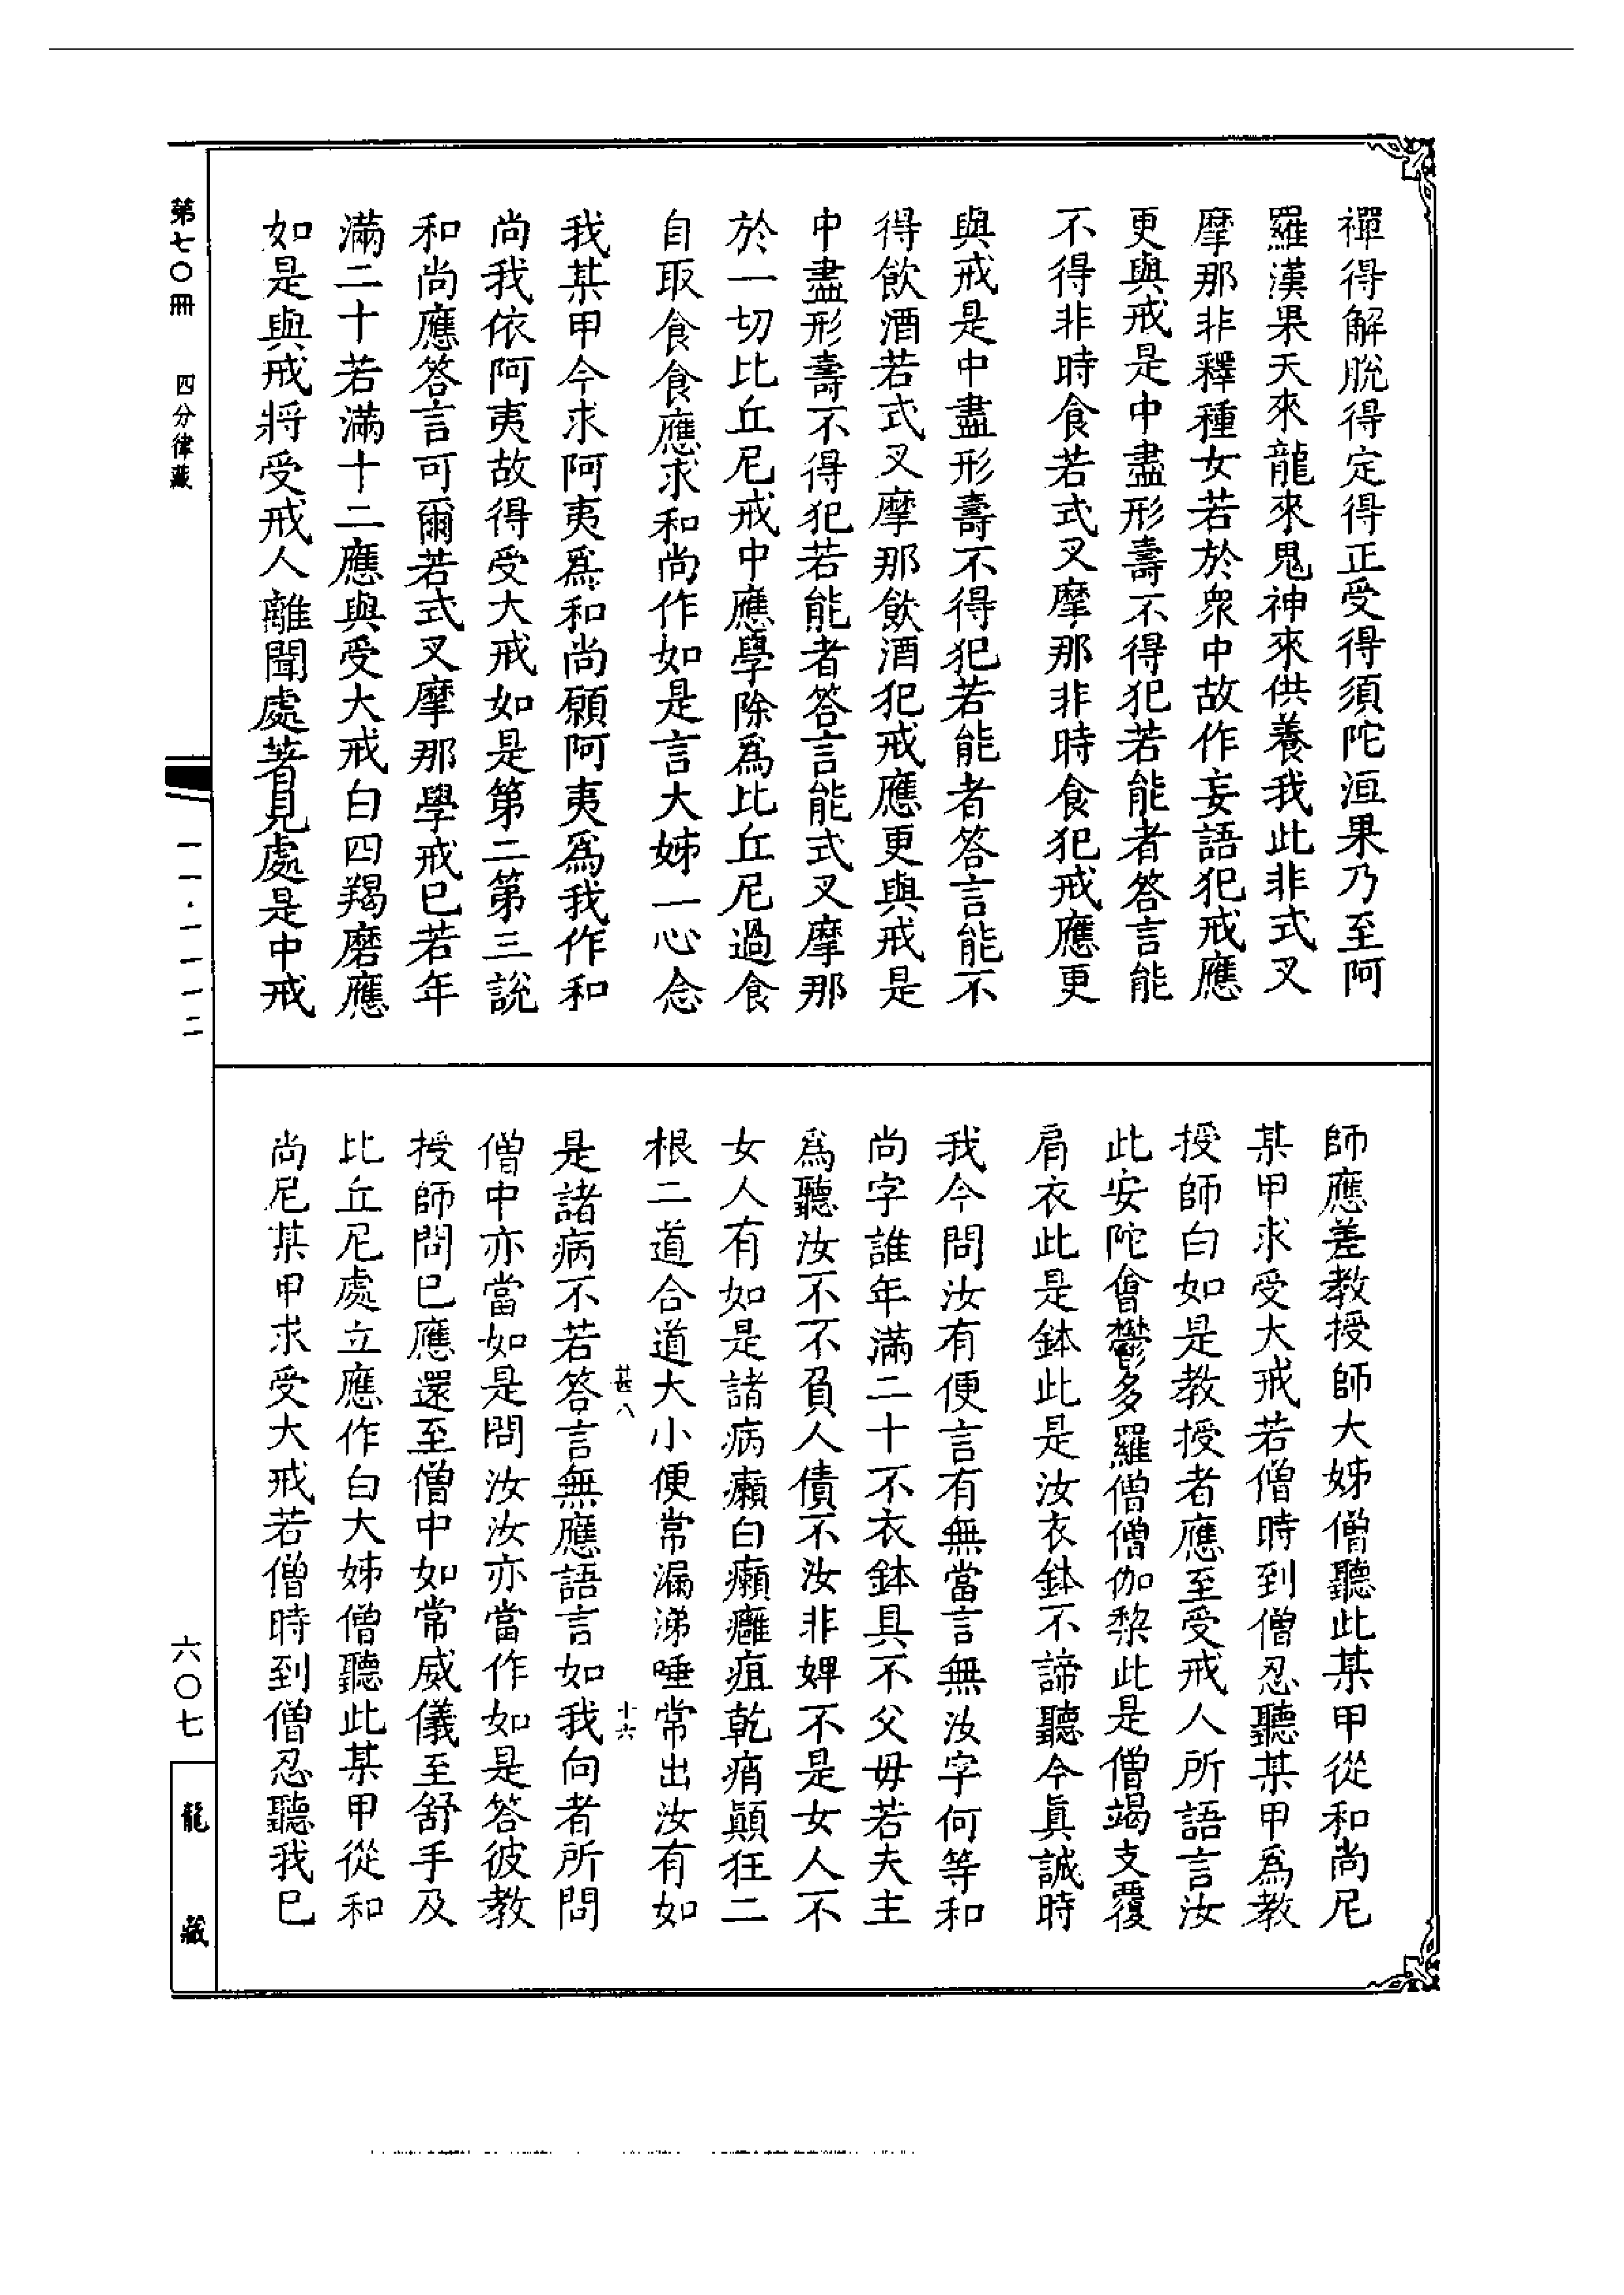 禪得解脫得定得正受得須陀洹果乃至阿
羅漢果天來龍來鬼神來供養我此非式叉
摩那非釋種女若於衆中故作妄語犯戒應
更與戒是中盡形壽不得犯若能者答言能
不得非時食若式叉摩那非時食犯戒應更
與戒是中盡形壽不得犯若能者答言能不
得飲酒若式叉摩那飲酒犯戒應更與戒是
中盡形壽不得犯若能者答言能式叉摩那
於一切比丘尼戒中應學除爲比丘尼過食
自取食食應求和尚作如是言大姊一心念
我某甲今求阿夷爲和尚願阿夷爲我作和
尚我依阿夷故得受大戒如是第二第三說
和尚應答言可爾若式叉摩那學戒已若年
滿二十若滿十二應與受大戒白四羯磨應
如是與戒將受戒人離聞處著見處是中戒
師應差教授師大姊僧聽此某甲從和尚尼
某甲求受大戒若僧時到僧忍聽某甲爲教
授師白如是教授者應至受戒人所語言汝
此安陀會鬱多羅僧僧伽黎此是僧竭支覆
肩衣此是鉢此是汝衣鉢不諦聽今眞誠時
我今問汝有便言有無當言無汝字何等和
尚字誰年滿二十不衣鉢具不父母若夫主
爲聽汝不不負人債不汝非婢不是女人不
女人有如是諸病癩白癩癰疽乾痟顚狂二
根二道合道大小便常漏涕唾常出汝有如
是諸病不若答言無應語言如我向者所問
僧中亦當如是問汝汝亦當作如是答彼教
授師問已應還至僧中如常威儀至舒手及
比丘尼處立應作白大姊僧聽此某甲從和
尚尼某甲求受大戒若僧時到僧忍聽我已
甚八
十六
第七〇冊
四分律藏
一一·一一一二
六〇七
龍藏